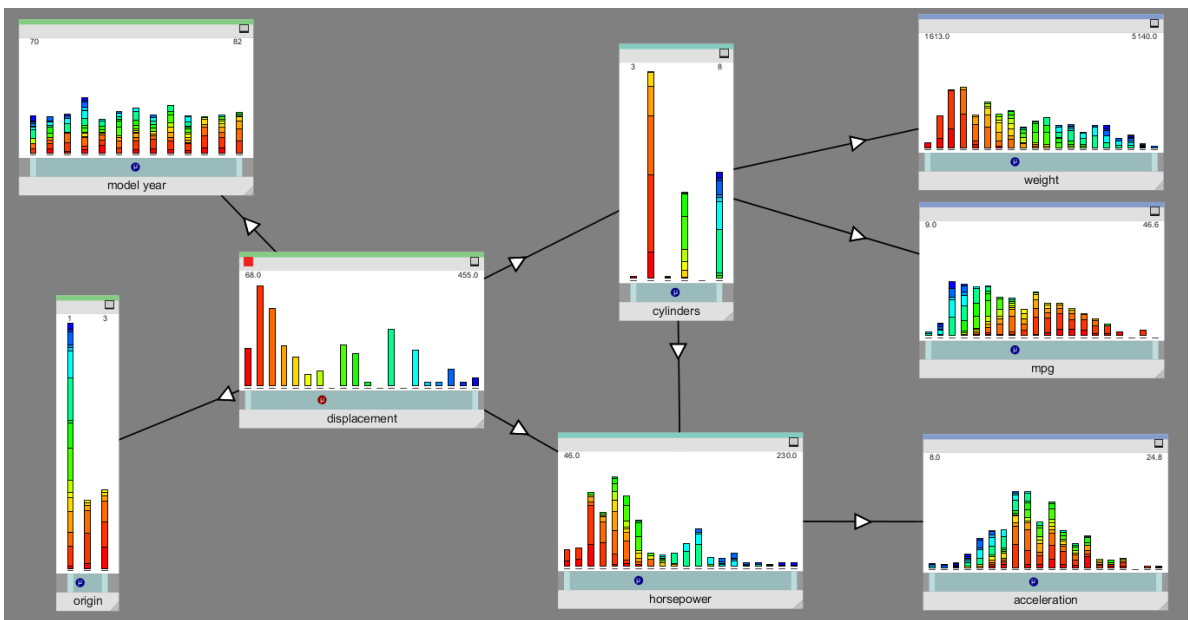 70 82
μ
model year
68.0 455.0
μ
displacement
1 3
μ
origin
3 8
μ
cylinders
46.0 230.0
μ
horsepower
1613.0 5140.0
μ
weight
9.0 46.6
μ
mpg
8.0 24.8
μ
acceleration